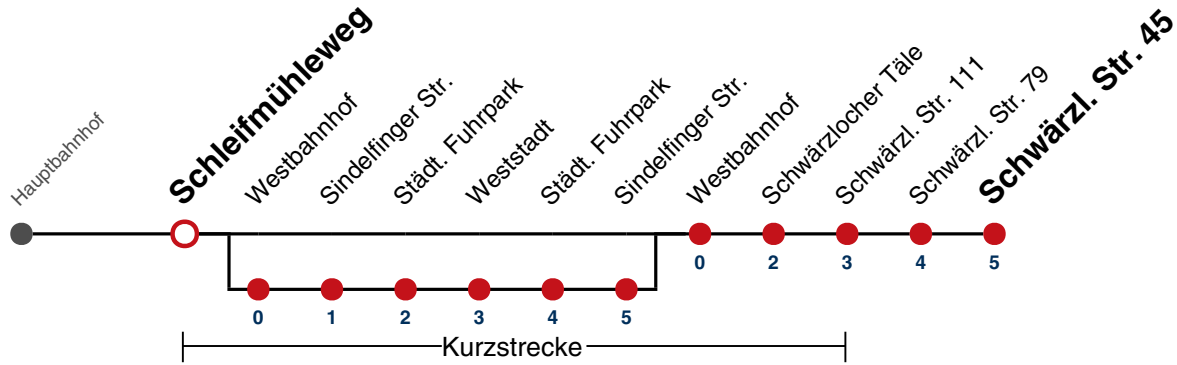 Hauptbahnhof
Schleifmühleweg
Westbahnhof
Sindelfinger Str.
Städt. Fuhrpark
Weststadt
Städt. Fuhrpark
Sindelfinger Str.
Westbahnhof
Schwärzlocher Täle
Schwärzl. Str. 111
Schwärzl. Str. 79
Schwärzl. Str. 45
0 2 3 4 5
0 1 2 3 4 5
Kurzstrecke